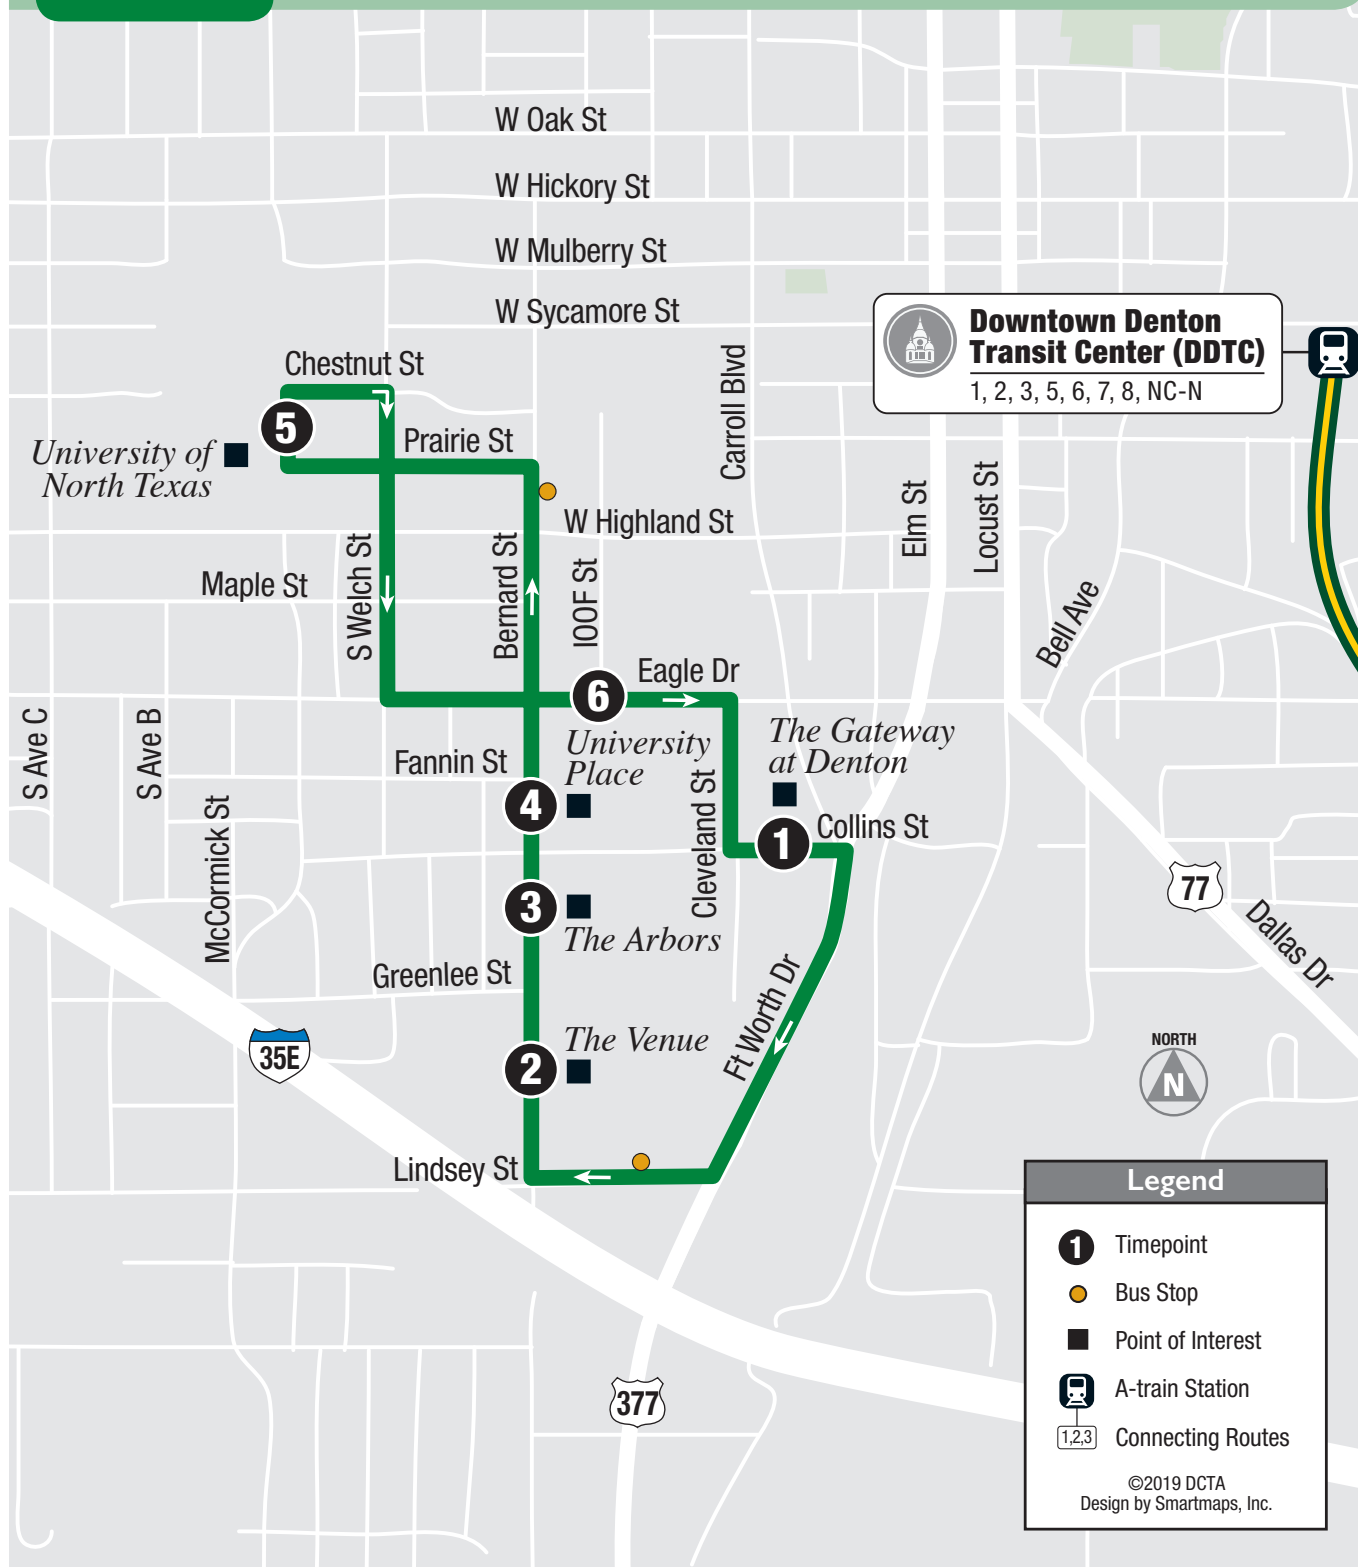 W Oak St
W Hickory St
W Mulberry St
W Sycamore St
Downtown Denton
Transit Center (DDTC)
1, 2, 3, 5, 6, 7, 8, NC-N
Chestnut St
Carroll Blvd
5
University of
North Texas
Prairie St
W Highland St
Elm St
Locust St
S Welch St
Bernard St
IOOF St
Maple St
Bell Ave
6
Eagle Dr
S Ave C
S Ave B
University
Place
The Gateway
at Denton
Fannin St
4
Cleveland St
1
Collins St
McCormick St
77
3
The Arbors
Dallas Dr
Greenlee St
Ft Worth Dr
35E
The Venue
2
NORTH
N
Lindsey St
377
Legend
1 Timepoint
Bus Stop
Point of Interest
A-train Station
1,2,3 Connecting Routes
©2019 DCTA
Design by Smartmaps, Inc.